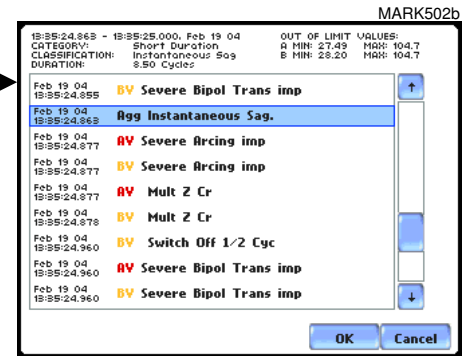 MARK502b
13:35:24.863 - 13:35:25.000, Feb 19 04 OUT OF LIMIT VALUES:
CATEGORY: Short Duration A MIN: 27.49 MAX: 104.7
CLASSIFICATION: Instantaneous Sag B MIN: 28.20 MAX: 104.7
DURATION: 8.50 Cycles
Feb 19 04
13:35:24.855 BV Severe Bipol Trans imp
Feb 19 04
13:35:24.863 Agg Instantaneous Sag.
Feb 19 04
13:35:24.877 AV Severe Arcing imp
Feb 19 04
13:35:24.877 BV Severe Arcing imp
Feb 19 04
13:35:24.877 AV Mult Z Cr
Feb 19 04
13:35:24.878 BV Mult Z Cr
Feb 19 04
13:35:24.960 BV Switch Off 1/2 Cyc
Feb 19 04
13:35:24.960 AV Severe Bipol Trans imp
Feb 19 04
13:35:24.960 BV Severe Bipol Trans imp
OK Cancel